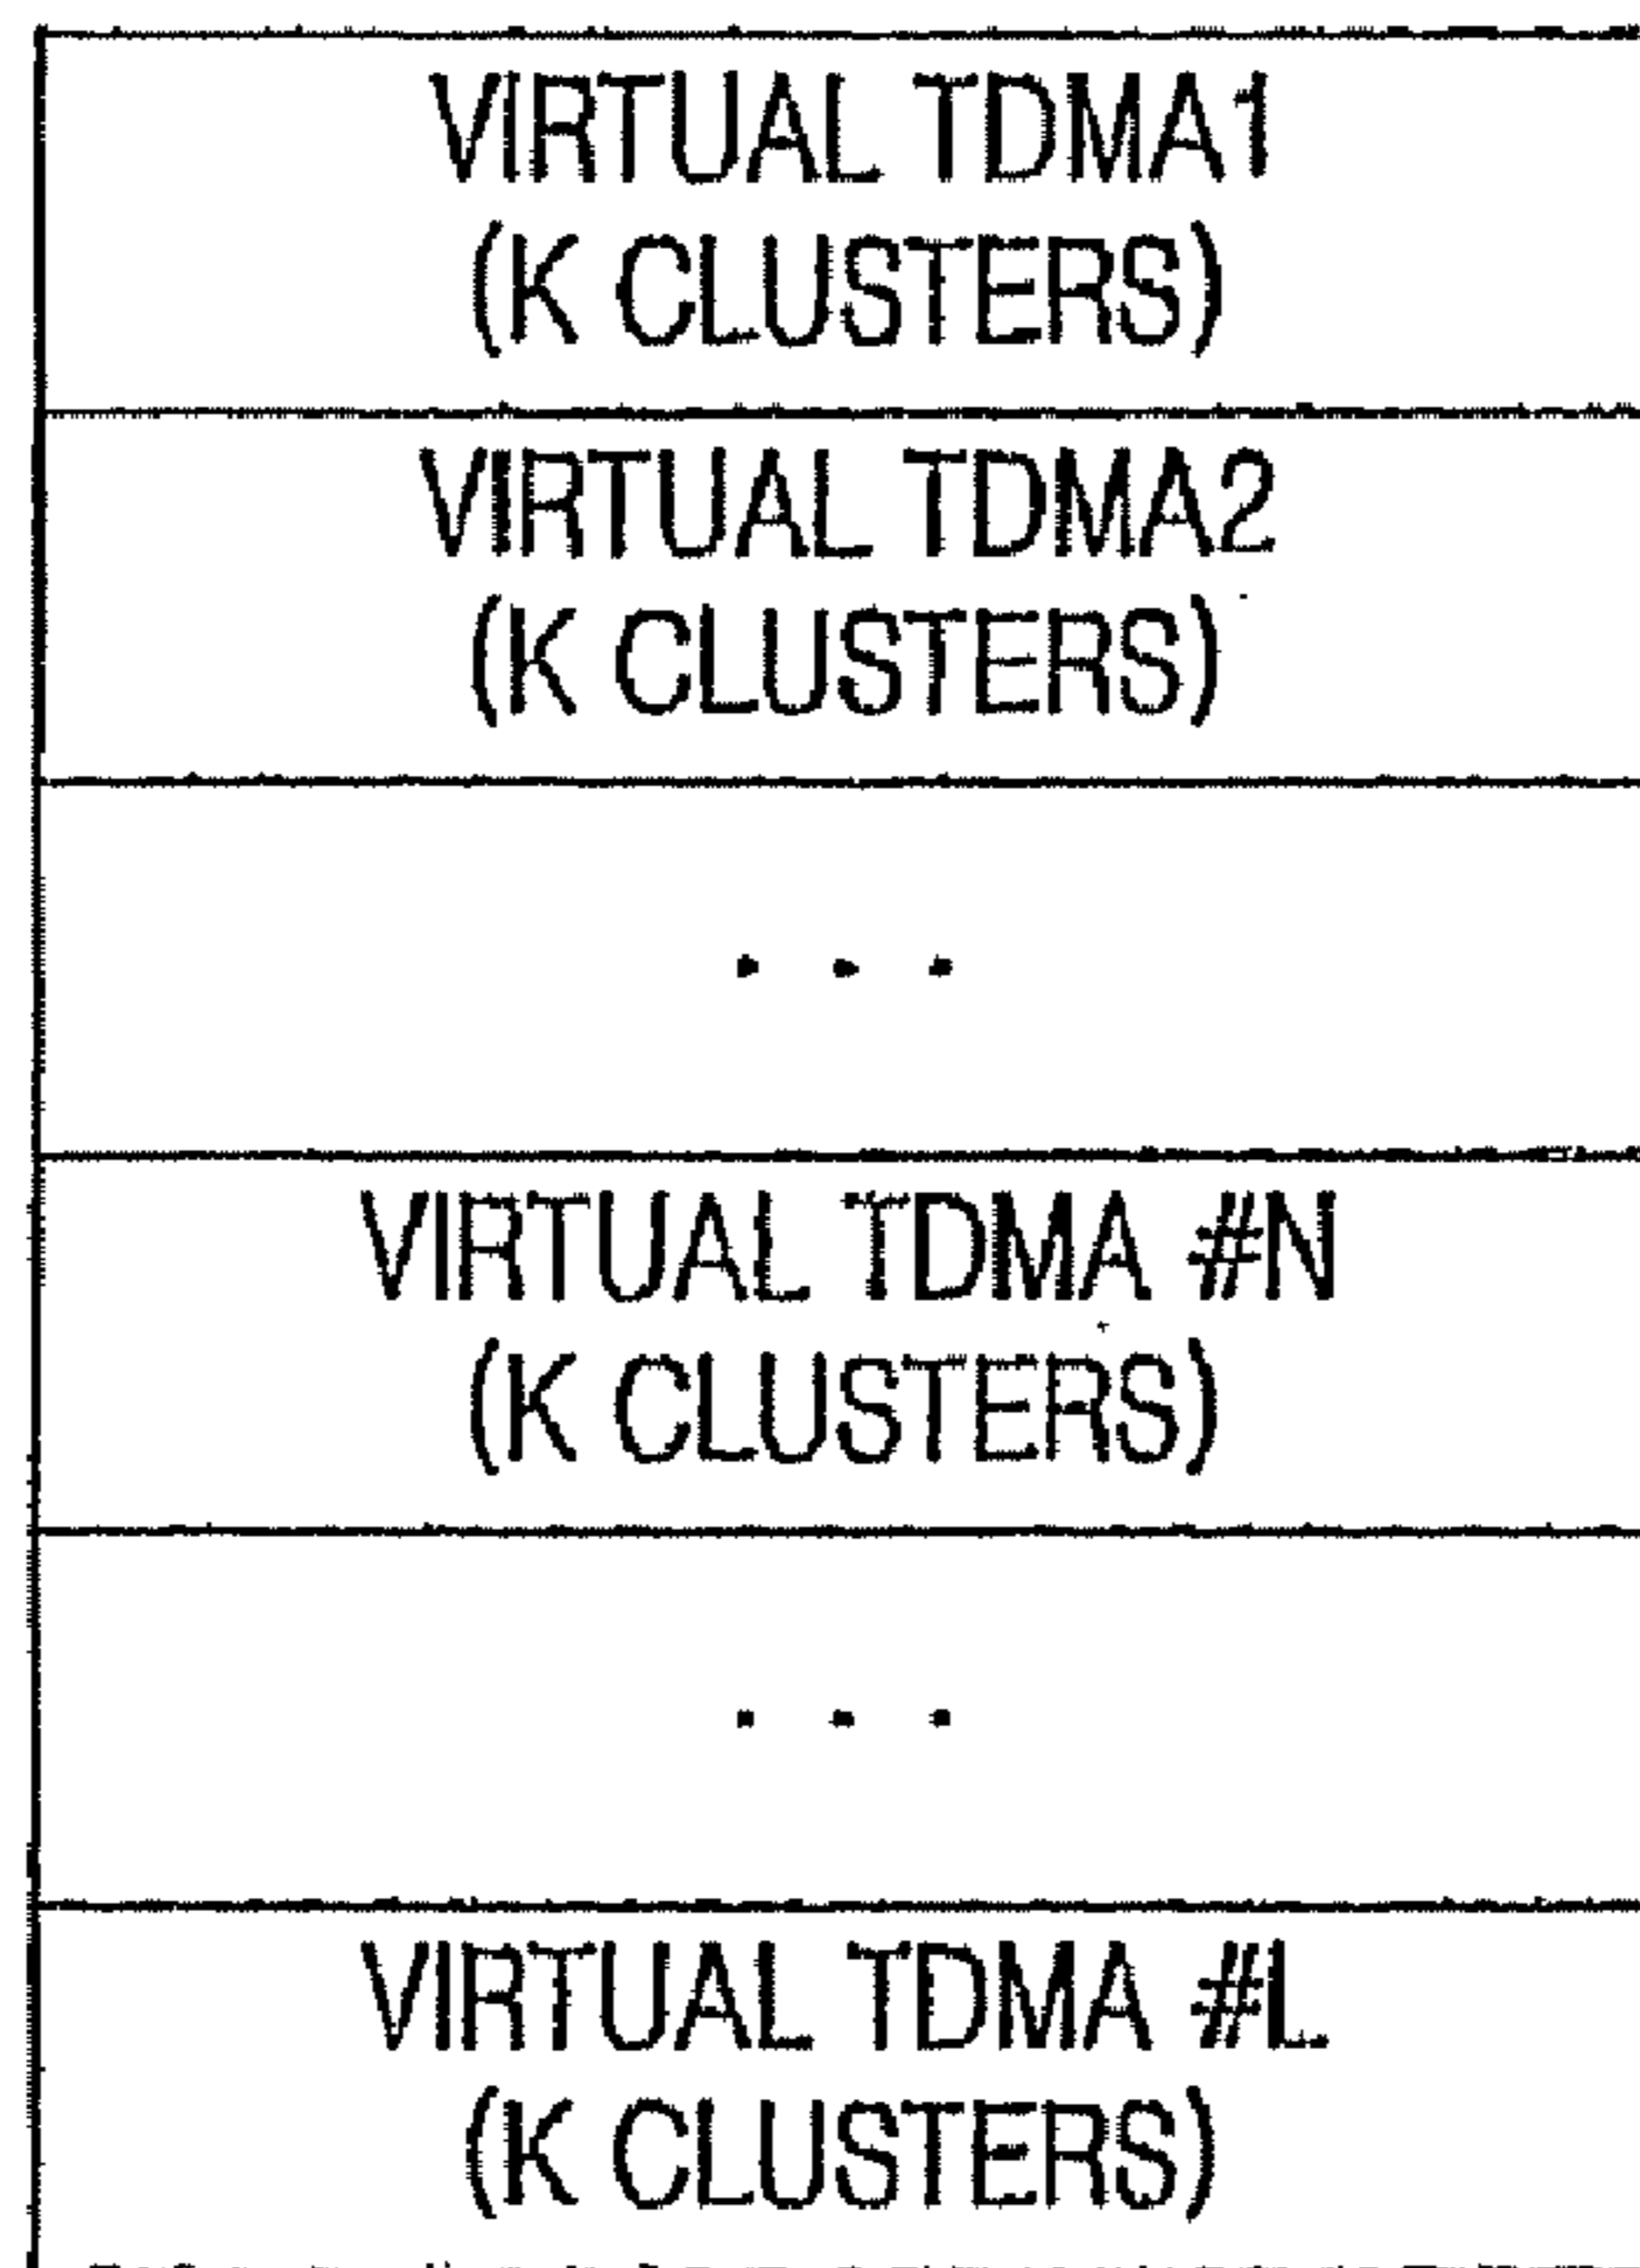 VIRTUAL TDMA1
(K CLUSTERS)
VIRTUAL TDMA2
(K CLUSTERS)
. . .
VIRTUAL TDMA #N
(K CLUSTERS)
. . .
VIRTUAL TDMA #L
(K CLUSTERS)